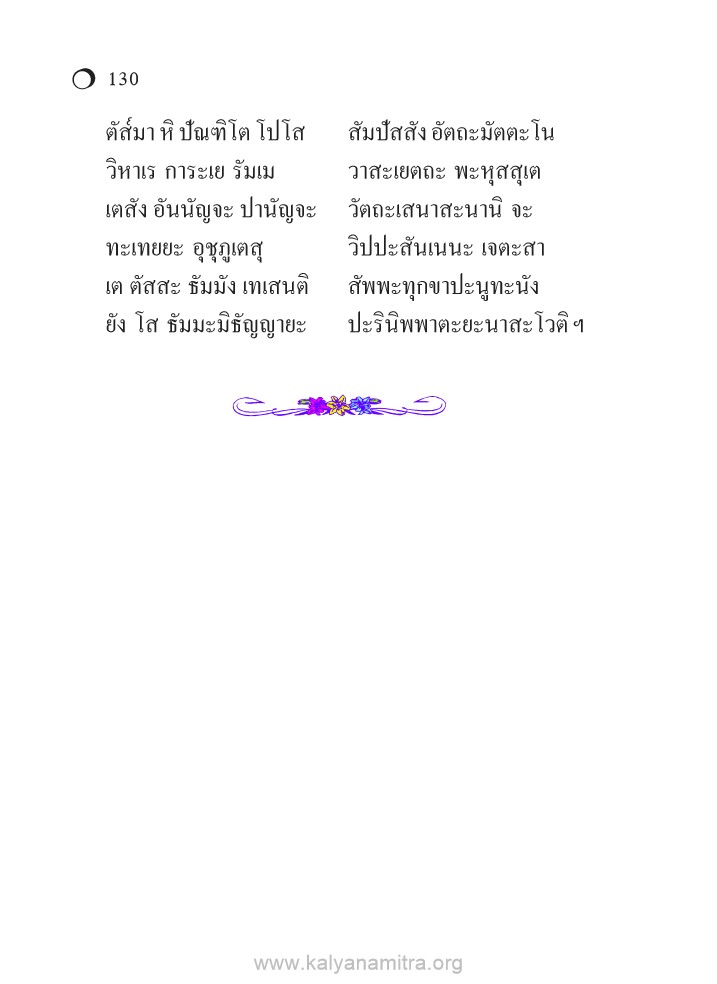 130
ตัส์มา หิ ปัณฑิโต โปโส สัมปัสสัง อัตถะมัตตะโน
วิหาเร การะเย รัมเม วาสะเยตถะ พะหุสสุเต
เตสัง อันนัญจะ ปานัญจะ วัตถะเสนาสะนานิ จะ
ทะเทยยะ อุชุภูเตสุ วิปปะสันเนนะ เจตะสา
เต ตัสสะ ธัมมัง เทเสนติ สัพพะทุกขาปะนูทะนัง
ยัง โส ธัมมะมิธัญญายะ ปะรินิพพาตะยะนาสะโวติ ฯ
www.kalyanamitra.org